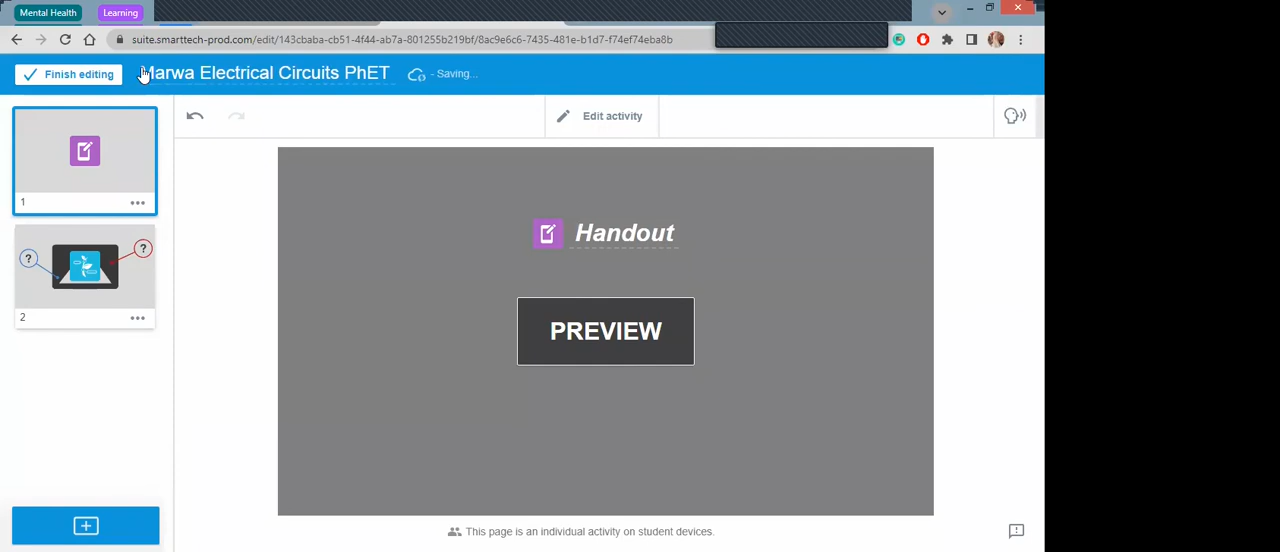 Mental Health
Learning
suite.smarttech-prod.com/edit/143cbaba-cb51-4f44-ab7a-801255b219bf/8ac9e6c6-7435-481e-b1d7-f74ef74eba8b
Finish editing
Marwa Electrical Circuits PhET
- Saving...
Edit activity
1
Handout
? ?
PREVIEW
2
This page is an individual activity on student devices.